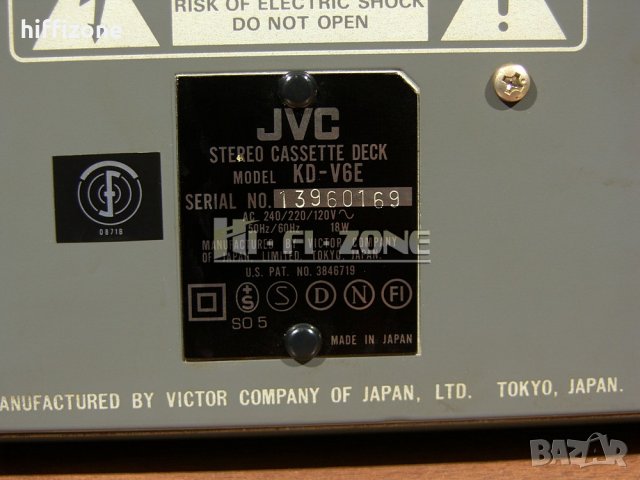 hiffizone
RISK OF ELECTRIC SHOCK
DO NOT OPEN
JVC
STEREO CASSETTE DECK
MODEL KD-V6E
SERIAL NO. 13960169
AC 240/220/120V~
50Hz/60Hz 18W
HI-FI ZONE
MANUFACTURED BY VICTOR COMPANY
OF JAPAN, LIMITED. TOKYO, JAPAN.
U.S. PAT. NO. 3846719
S S D N FI
SO 5
MADE IN JAPAN
S F
0871B
MANUFACTURED BY VICTOR COMPANY OF JAPAN, LTD. TOKYO, JAPAN.
BAZAR